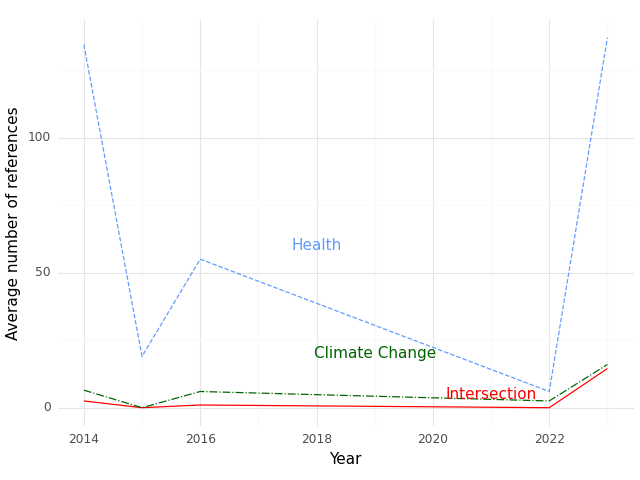 Average number of references
100
50
0
Health
Climate Change
Intersection
2014
2016
2018
2020
2022
Year